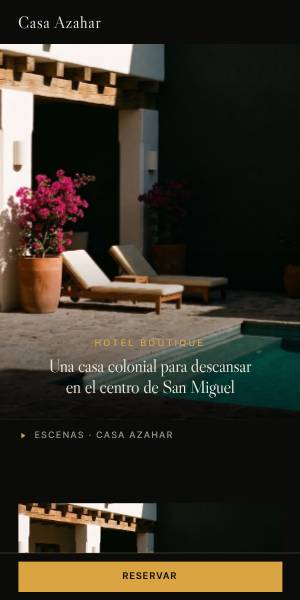 Casa Azahar
HOTEL BOUTIQUE
Una casa colonial para descansar
en el centro de San Miguel
ESCENAS · CASA AZAHAR
RESERVAR